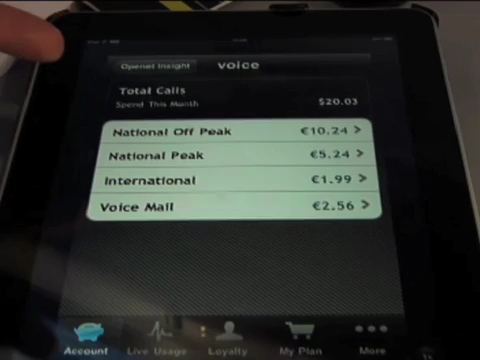 Openet Insight
voice
Total Calls
Spend This Month
$20.03
National Off Peak €10.24
National Peak €5.24
International €1.99
Voice Mail €2.56
Account Live Usage Loyalty My Plan More